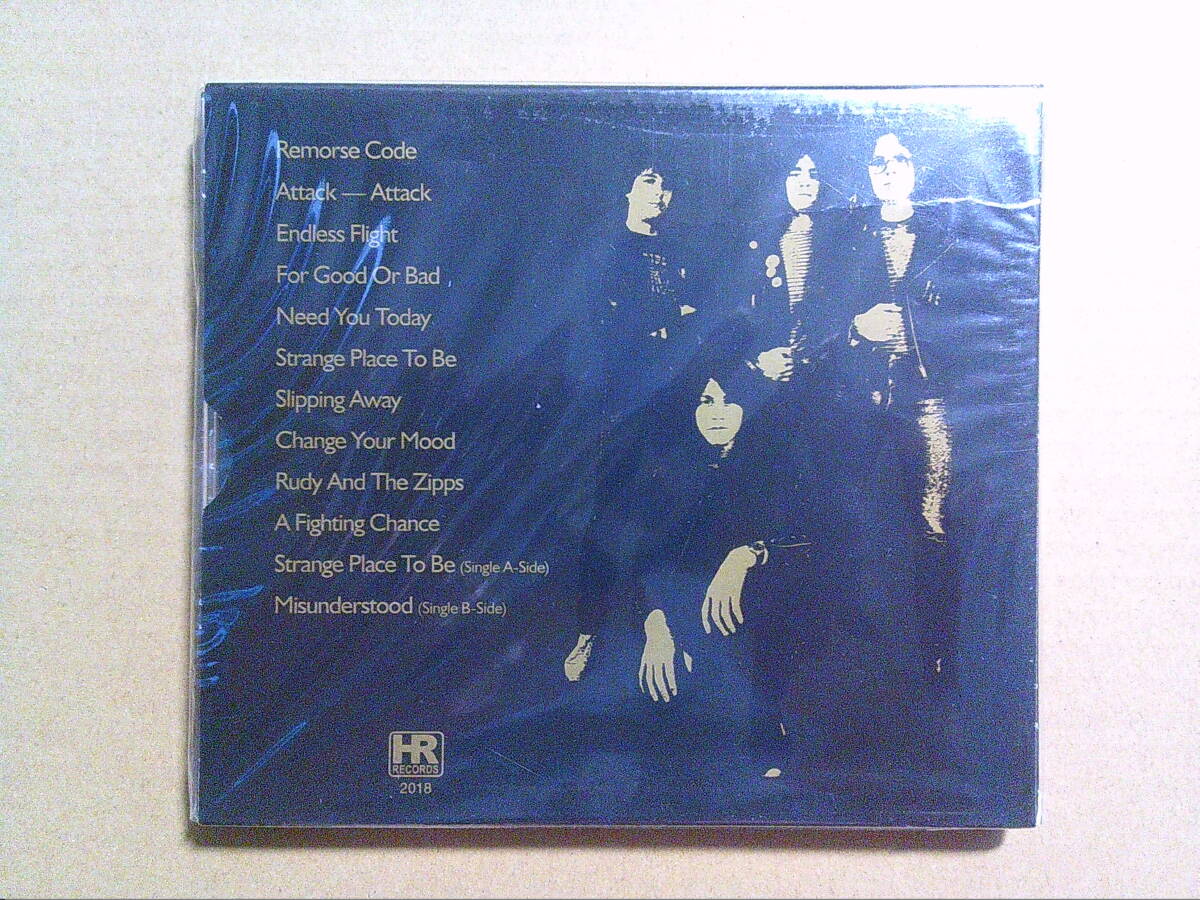 Remorse Code
Attack — Attack
Endless Flight
For Good Or Bad
Need You Today
Strange Place To Be
Slipping Away
Change Your Mood
Rudy And The Zipps
A Fighting Chance
Strange Place To Be (Single A-Side)
Misunderstood (Single B-Side)
HR
RECORDS
2018